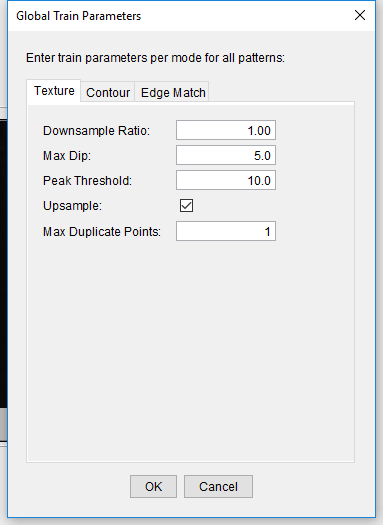 Global Train Parameters
Enter train parameters per mode for all patterns:
Texture Contour Edge Match
Downsample Ratio: 1.00
Max Dip: 5.0
Peak Threshold: 10.0
Upsample:
Max Duplicate Points: 1
OK Cancel